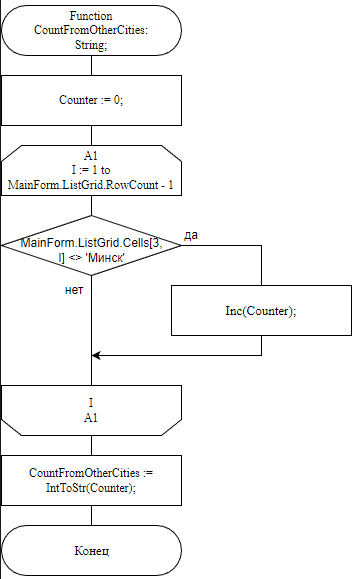 Function
CountFromOtherCities:
String;
Counter := 0;
A1
I := 1 to
MainForm.ListGrid.RowCount - 1
MainForm.ListGrid.Cells[3,
I] <> 'Минск'
да
нет
Inc(Counter);
I
A1
CountFromOtherCities :=
IntToStr(Counter);
Конец